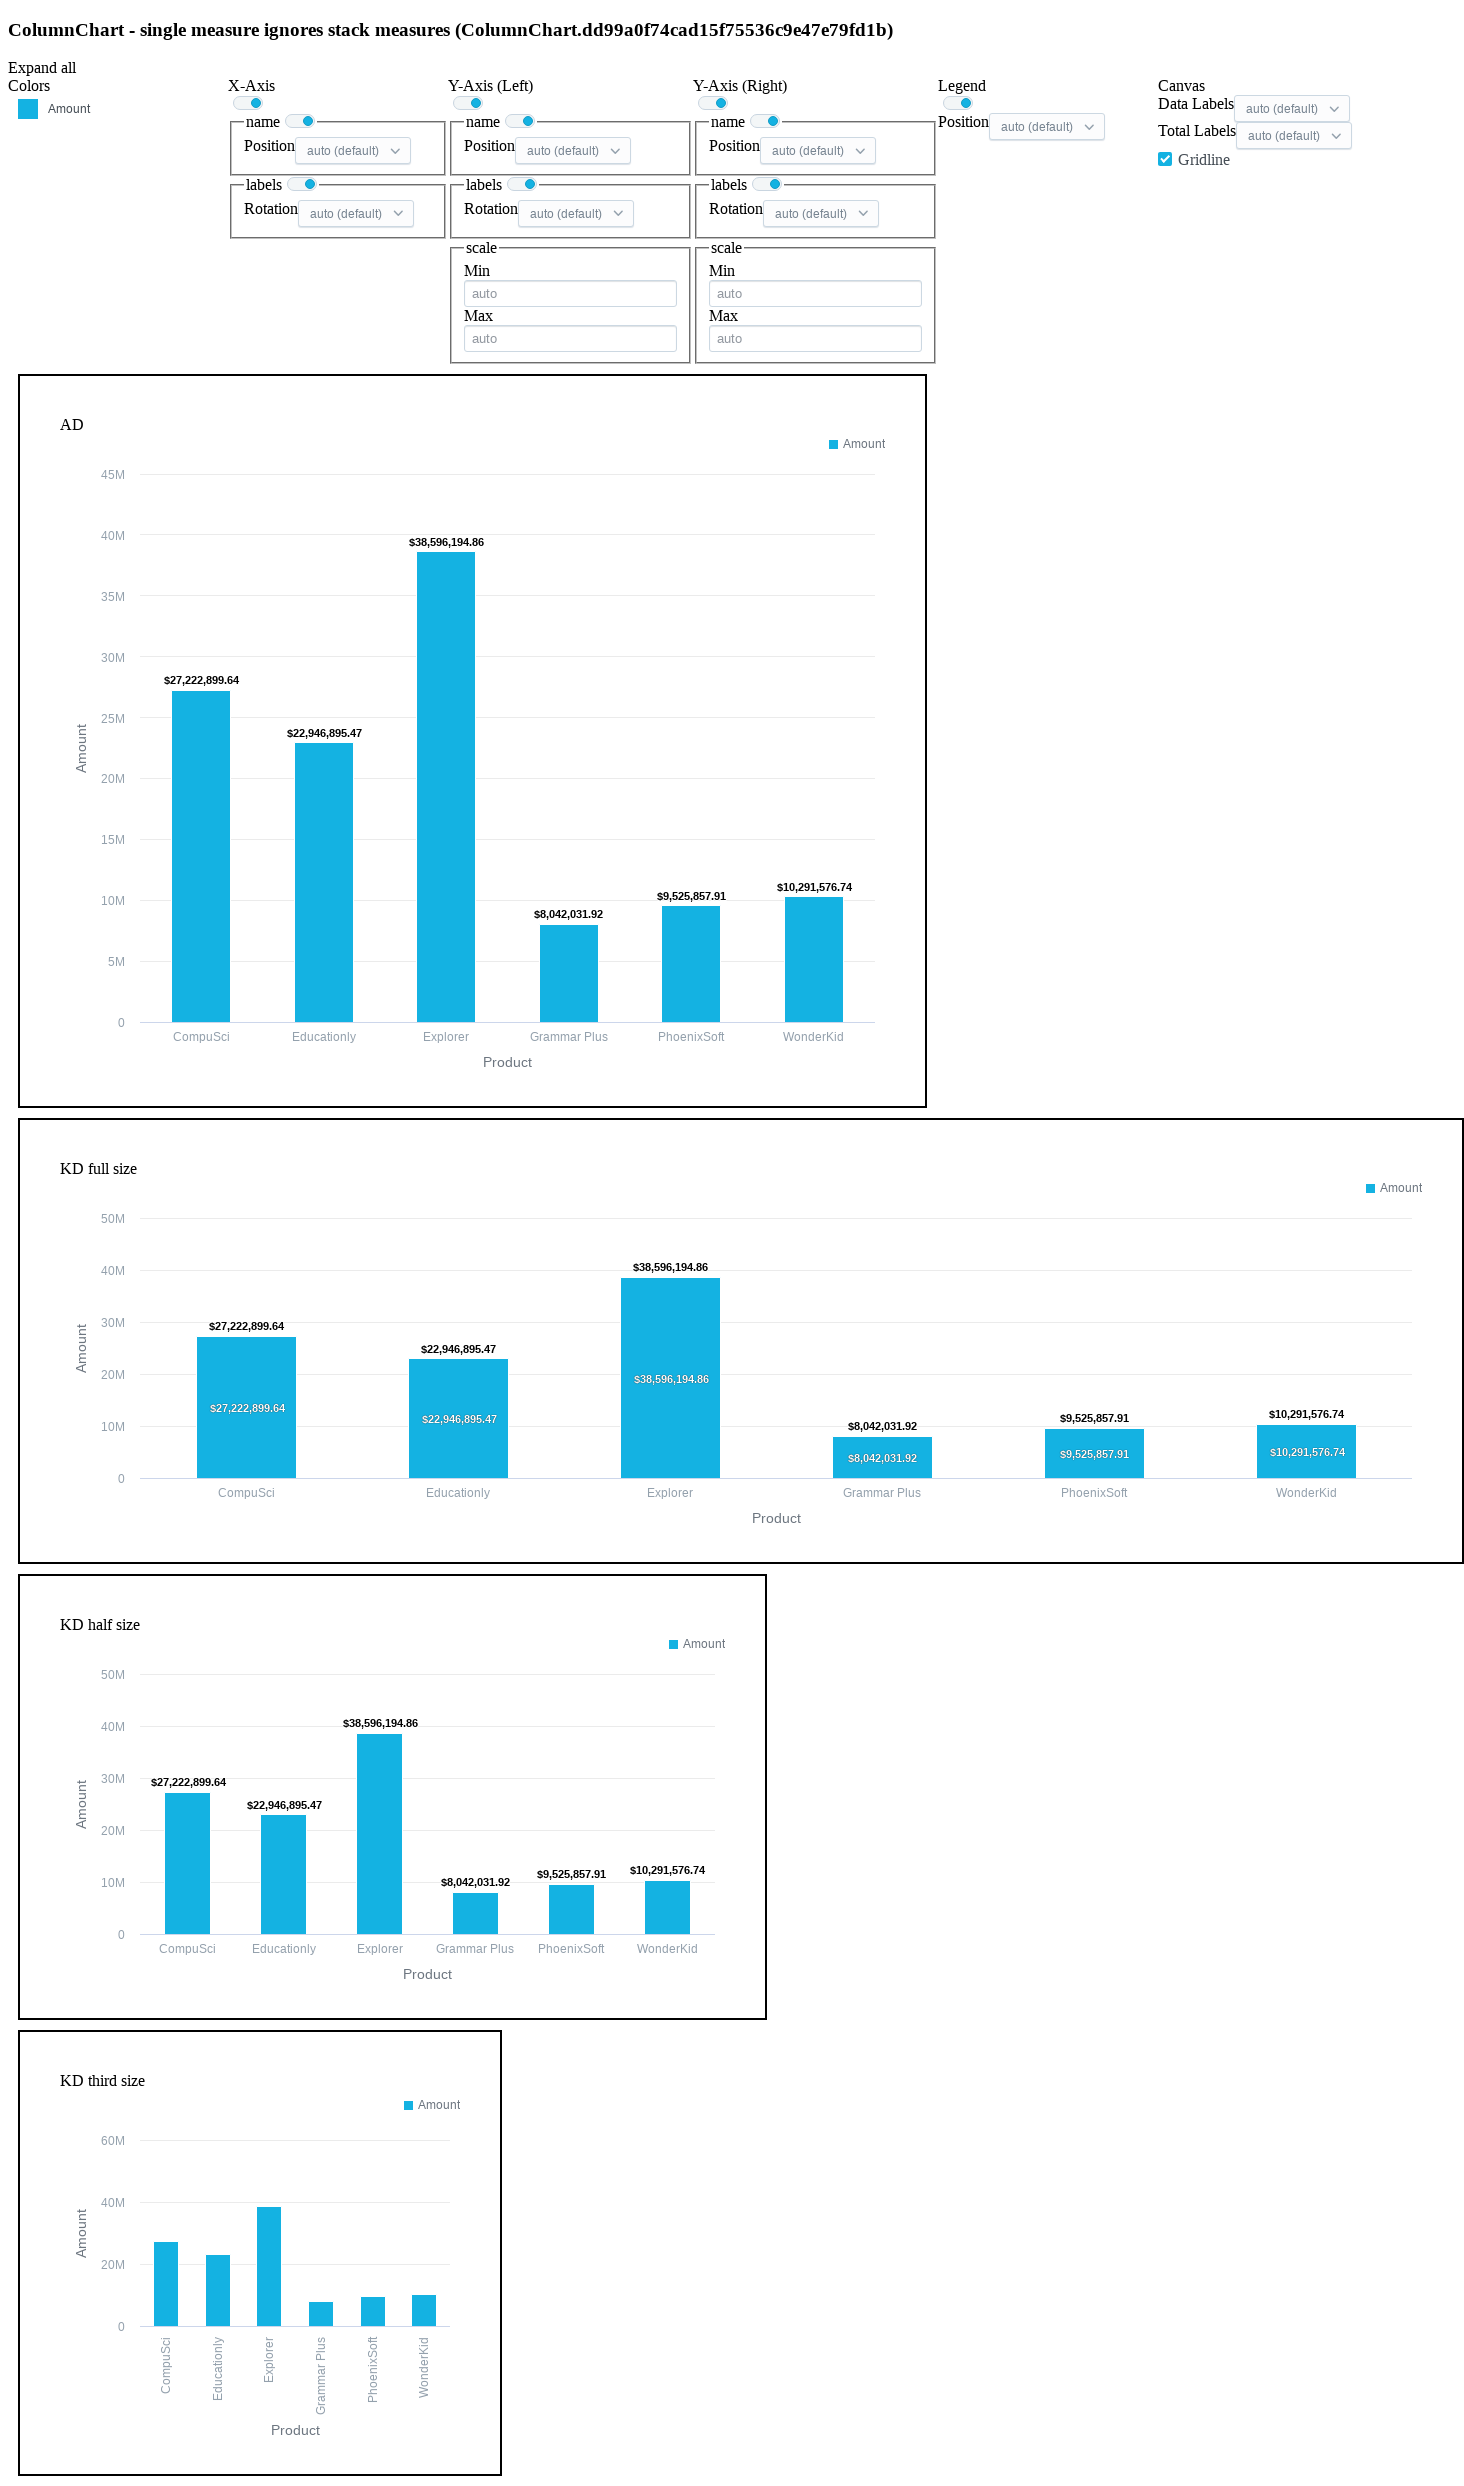 ColumnChart - single measure ignores stack measures (ColumnChart.dd99a0f74cad15f75536c9e47e79fd1b)
Expand all
Colors
Amount
X-Axis
name
Position auto (default)
labels
Rotation auto (default)
Y-Axis (Left)
name
Position auto (default)
labels
Rotation auto (default)
scale
Min
auto
Max
auto
Y-Axis (Right)
name
Position auto (default)
labels
Rotation auto (default)
scale
Min
auto
Max
auto
Legend
Position auto (default)
Canvas
Data Labels auto (default)
Total Labels auto (default)
Gridline
AD
Amount
45M
40M
35M
30M
25M
20M
15M
10M
5M
0
Amount
$27,222,899.64
$22,946,895.47
$38,596,194.86
$8,042,031.92
$9,525,857.91
$10,291,576.74
CompuSci Educationly Explorer Grammar Plus PhoenixSoft WonderKid
Product
KD full size
Amount
50M
40M
30M
20M
10M
0
Amount
$27,222,899.64
$22,946,895.47
$38,596,194.86
$8,042,031.92
$9,525,857.91
$10,291,576.74
$27,222,899.64
$22,946,895.47
$38,596,194.86
$8,042,031.92
$9,525,857.91
$10,291,576.74
CompuSci Educationly Explorer Grammar Plus PhoenixSoft WonderKid
Product
KD half size
Amount
50M
40M
30M
20M
10M
0
Amount
$27,222,899.64
$22,946,895.47
$38,596,194.86
$8,042,031.92
$9,525,857.91
$10,291,576.74
CompuSci Educationly Explorer Grammar Plus PhoenixSoft WonderKid
Product
KD third size
Amount
60M
40M
20M
0
Amount
CompuSci
Educationly
Explorer
Grammar Plus
PhoenixSoft
WonderKid
Product